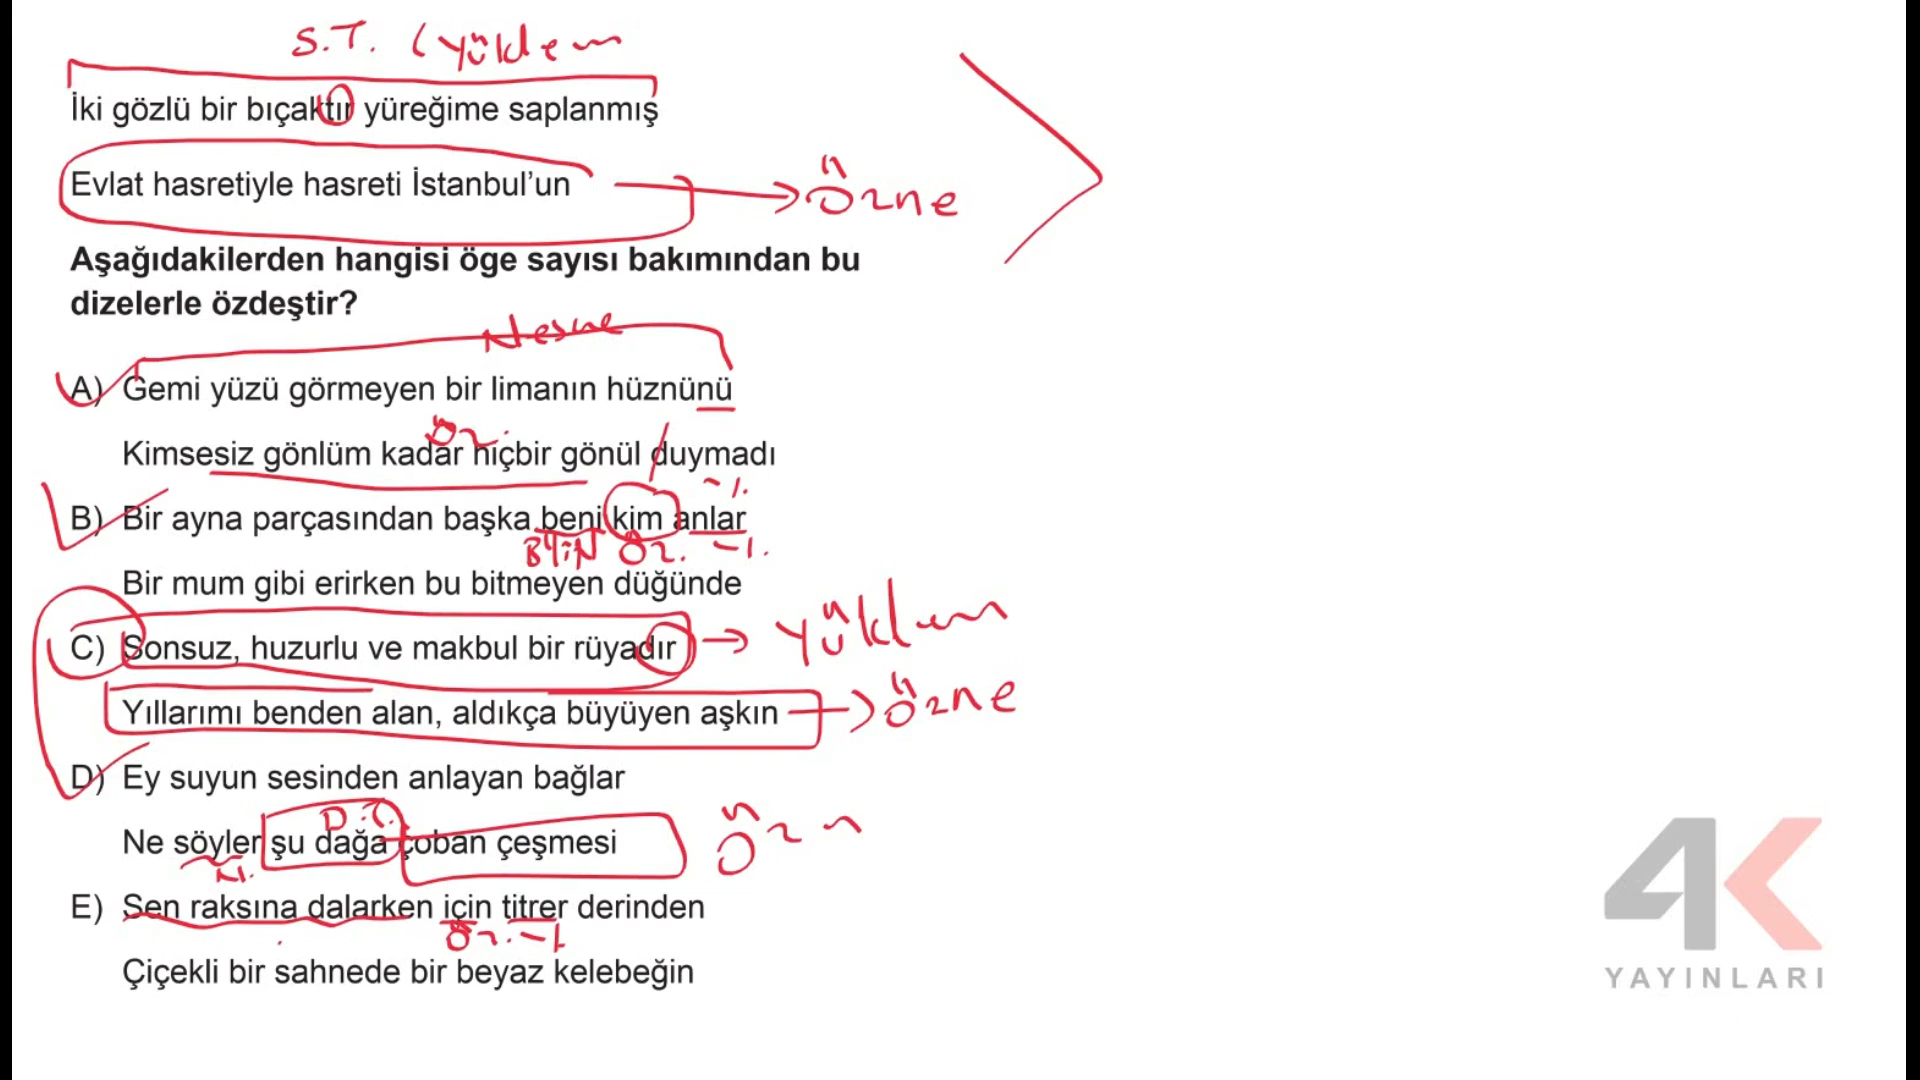 S.T. (yüklem
İki gözlü bir bıçaktır yüreğime saplanmış
Evlat hasretiyle hasreti İstanbul'un
Özne
Aşağıdakilerden hangisi öge sayısı bakımından bu
dizelerle özdeştir?
Nesne
A) Gemi yüzü görmeyen bir limanın hüznünü
Öz.
Kimsesiz gönlüm kadar hiçbir gönül duymadı
B) Bir ayna parçasından başka beni kim anlar
Öz.
Bir mum gibi erirken bu bitmeyen düğünde
C) Sonsuz, huzurlu ve makbul bir rüyadır
yüklem
Yıllarımı benden alan, aldıkça büyüyen aşkın
Özne
D) Ey suyun sesinden anlayan bağlar
D.T.
Ne söyler şu dağa çoban çeşmesi
Özn
E) Sen raksına dalarken için titrer derinden
Öz.
Çiçekli bir sahnede bir beyaz kelebeğin
4K
YAYINLARI